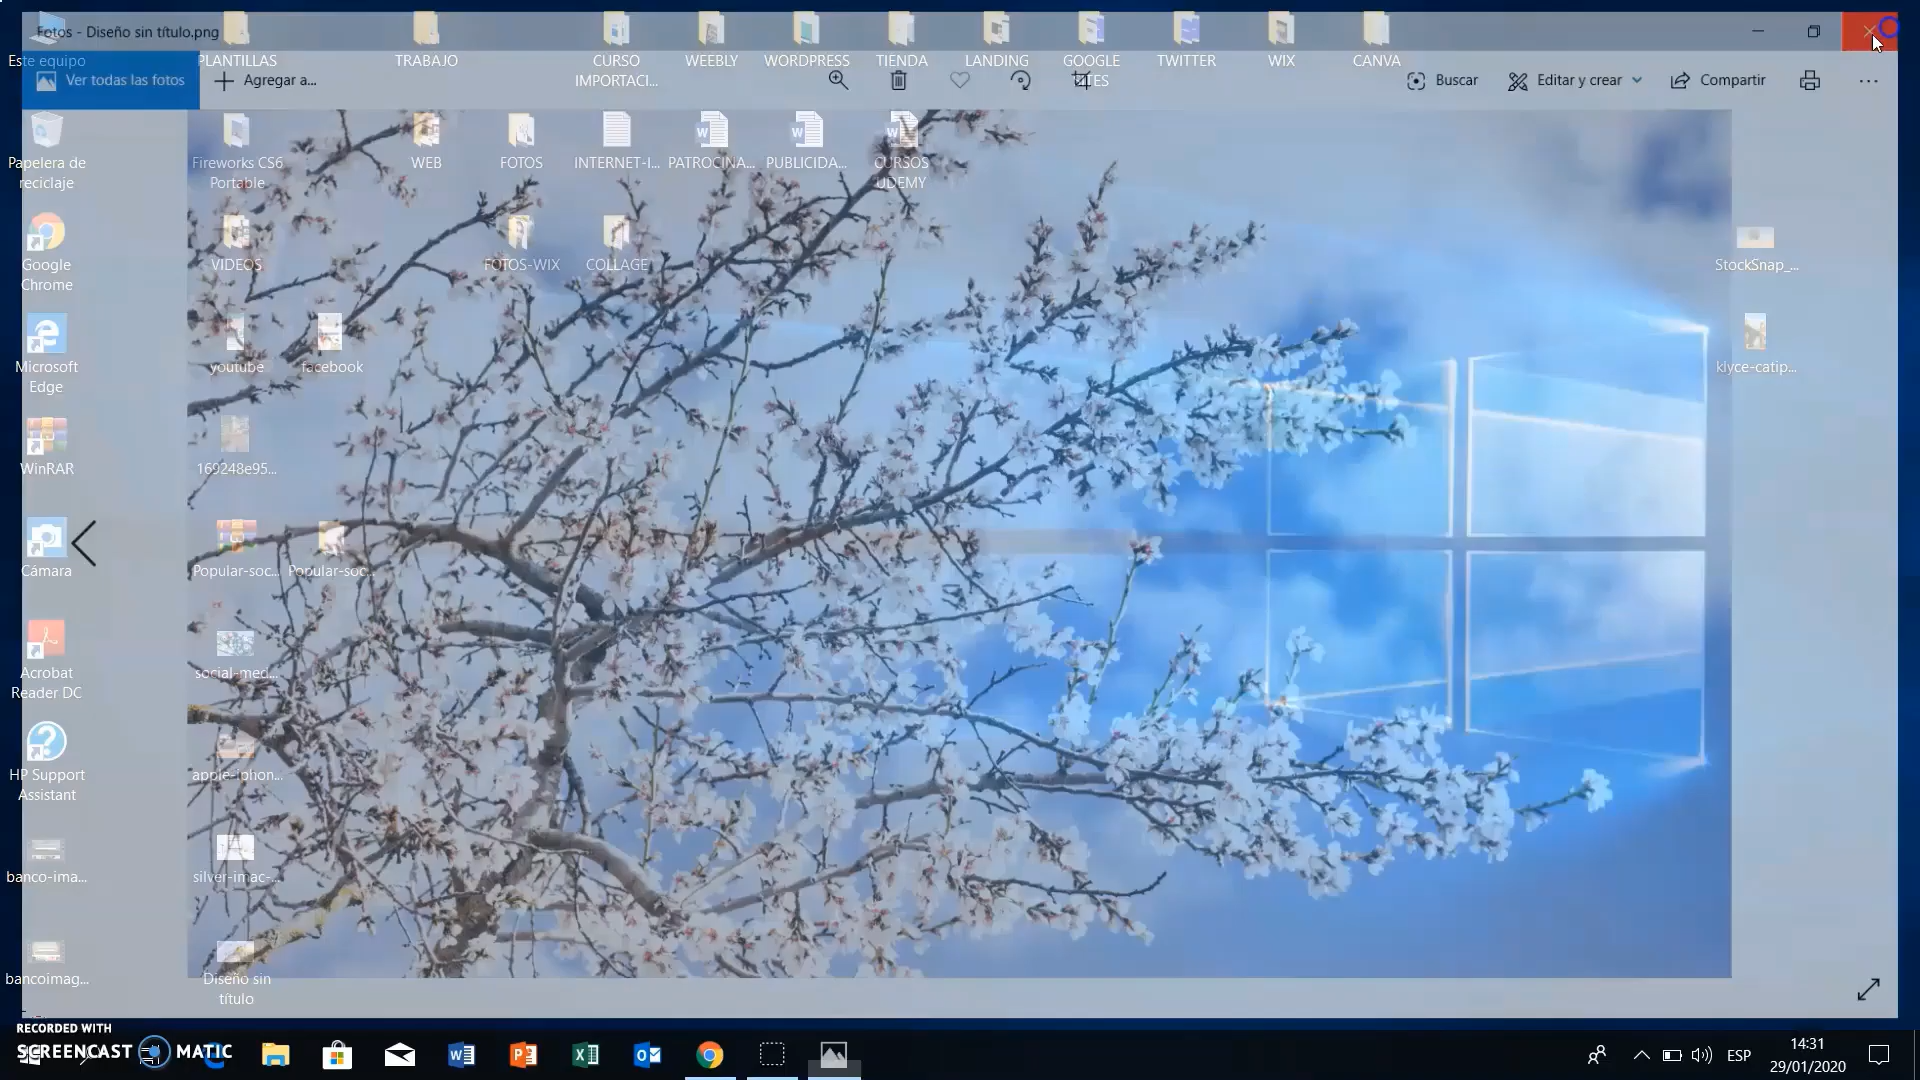 Fotos - Diseño sin título.png
Ver todas las fotos
Agregar a...
Buscar
Editar y crear
Compartir
Este equipo
PLANTILLAS
TRABAJO
CURSO
IMPORTACI...
WEEBLY
WORDPRESS
TIENDA
LANDING
GOOGLE
SITES
TWITTER
WIX
CANVA
Papelera de
reciclaje
Fireworks CS6
Portable
WEB
FOTOS
INTERNET-I...
PATROCINA...
PUBLICIDA...
CURSOS
UDEMY
Google
Chrome
VIDEOS
FOTOS-WIX
COLLAGE
StockSnap_...
Microsoft
Edge
youtube
facebook
klyce-catip...
WinRAR
169248e95...
Cámara
Popular-soc...
Popular-soc...
Acrobat
Reader DC
social-medi...
HP Support
Assistant
apple-iphon...
banco-ima...
silver-imac-...
bancoimag...
Diseño sin
título
RECORDED WITH
SCREENCAST MATIC
ESP
14:31
29/01/2020